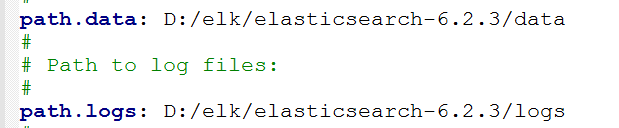 path.data: D:/elk/elasticsearch-6.2.3/data
#
# Path to log files:
#
path.logs: D:/elk/elasticsearch-6.2.3/logs